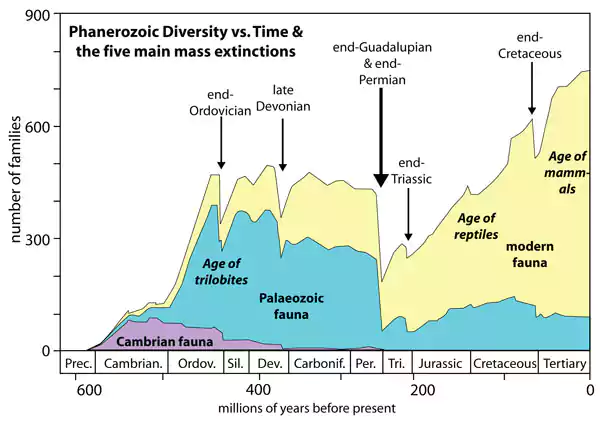 900
600
300
0
number of families
Phanerozoic Diversity vs. Time &
the five main mass extinctions
end-
Ordovician
late
Devonian
end-Guadalupian
& end-
Permian
end-
Triassic
end-
Cretaceous
Age of
trilobites
Palaeozoic
fauna
Cambrian fauna
Age of
reptiles
modern
fauna
Age of
mamm-
als
Prec. Cambrian. Ordov. Sil. Dev. Carbonif. Per. Tri. Jurassic Cretaceous Tertiary
600 400 200 0
millions of years before present